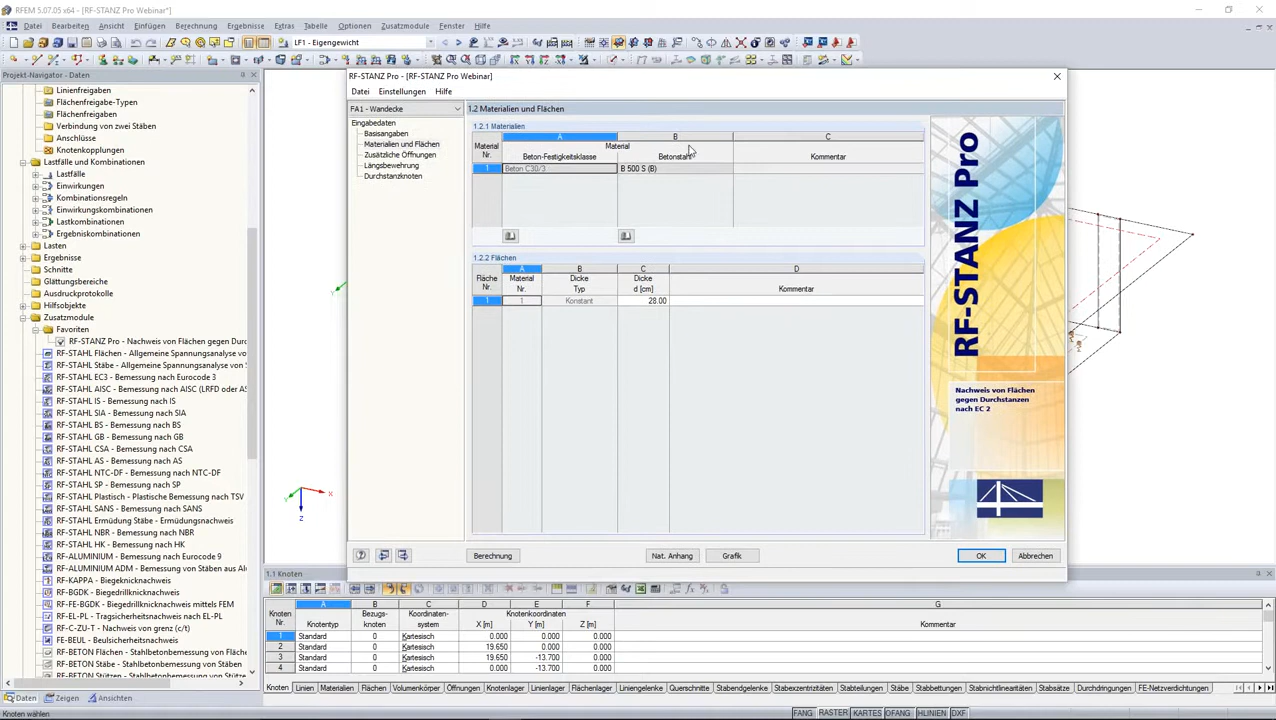 RFEM 5.07.05 x64 - [RF-STANZ Pro Webinar*]
Datei Bearbeiten Ansicht Einfügen Berechnung Ergebnisse Extras Tabelle Optionen Zusatzmodule Fenster Hilfe
LF1 - Eigengewicht
Projekt-Navigator - Daten
Linienfreigaben
Flächenfreigabe-Typen
Flächenfreigaben
Verbindung von zwei Stäben
Anschlüsse
Knotenkopplungen
Lastfälle und Kombinationen
Lastfälle
Einwirkungen
Kombinationsregeln
Einwirkungskombinationen
Lastkombinationen
Ergebniskombinationen
Lasten
Ergebnisse
Schnitte
Glättungsbereiche
Ausdruckprotokolle
Hilfsobjekte
Zusatzmodule
Favoriten
RF-STANZ Pro - Nachweis von Flächen gegen Durc
RF-STAHL Flächen - Allgemeine Spannungsanalyse vo
RF-STAHL Stäbe - Allgemeine Spannungsanalyse von
RF-STAHL EC3 - Bemessung nach Eurocode 3
RF-STAHL AISC - Bemessung nach AISC (LRFD oder AS
RF-STAHL IS - Bemessung nach IS
RF-STAHL SIA - Bemessung nach SIA
RF-STAHL BS - Bemessung nach BS
RF-STAHL GB - Bemessung nach GB
RF-STAHL CSA - Bemessung nach CSA
RF-STAHL AS - Bemessung nach AS
RF-STAHL NTC-DF - Bemessung nach NTC-DF
RF-STAHL SP - Bemessung nach SP
RF-STAHL Plastisch - Plastische Bemessung nach TSV
RF-STAHL SANS - Bemessung nach SANS
RF-STAHL Ermüdung Stäbe - Ermüdungsnachweis
RF-STAHL NBR - Bemessung nach NBR
RF-STAHL HK - Bemessung nach HK
RF-ALUMINIUM - Bemessung nach Eurocode 9
RF-ALUMINIUM ADM - Bemessung von Stäben aus Al
RF-KAPPA - Biegeknicknachweis
RF-BGDK - Biegedrillknicknachweis
RF-FE-BGDK - Biegedrillknicknachweis mittels FEM
RF-EL-PL - Tragsicherheitsnachweis nach EL-PL
RF-C-ZU-T - Nachweis von grenz (c/t)
FE-BEUL - Beulsicherheitsnachweis
RF-BETON Flächen - Stahlbetonbemessung von Fläche
RF-BETON Stäbe - Stahlbetonbemessung von Stäben
RF-BETON Stützen - Stahlbetonbemessung von Stütze
Daten Zeigen Ansichten
Knoten wählen
RF-STANZ Pro - [RF-STANZ Pro Webinar]
Datei Einstellungen Hilfe
FA1 - Wandecke
Eingabedaten
Basisangaben
Materialien und Flächen
Zusätzliche Öffnungen
Längsbewehrung
Durchstanzknoten
1.2 Materialien und Flächen
1.2.1 Materialien
A B C
Material Nr. Material
Beton-Festigkeitsklasse Betonstahl Kommentar
1 Beton C30/3 B 500 S (B)
1.2.2 Flächen
A B C D
Fläche Nr. Material Nr. Dicke Typ Dicke d [cm] Kommentar
1 1 Konstant 28.00
RF-STANZ Pro
Nachweis von Flächen
gegen Durchstanzen
nach EC 2
Berechnung Nat. Anhang Grafik OK Abbrechen
Y
X
Z
1.1 Knoten
A B C D E F G
Knoten Nr. Knotentyp Bezugs-knoten Koordinaten-system Knotenkoordinaten X [m] Y [m] Z [m] Kommentar
1 Standard 0 Kartesisch 0.000 0.000 0.000
2 Standard 0 Kartesisch 19.650 0.000 0.000
3 Standard 0 Kartesisch 19.650 -13.700 0.000
4 Standard 0 Kartesisch 0.000 -13.700 0.000
Knoten Linien Materialien Flächen Volumenkörper Öffnungen Knotenlager Linienlager Flächenlager Liniengelenke Querschnitte Stabendgelenke Stabexzentrizitäten Stabteilungen Stäbe Stabbettungen Stabnichtlinearitäten Stabsätze Durchdringungen FE-Netzverdichtungen
FANG RASTER KARTES OFANG HLINIEN DXF